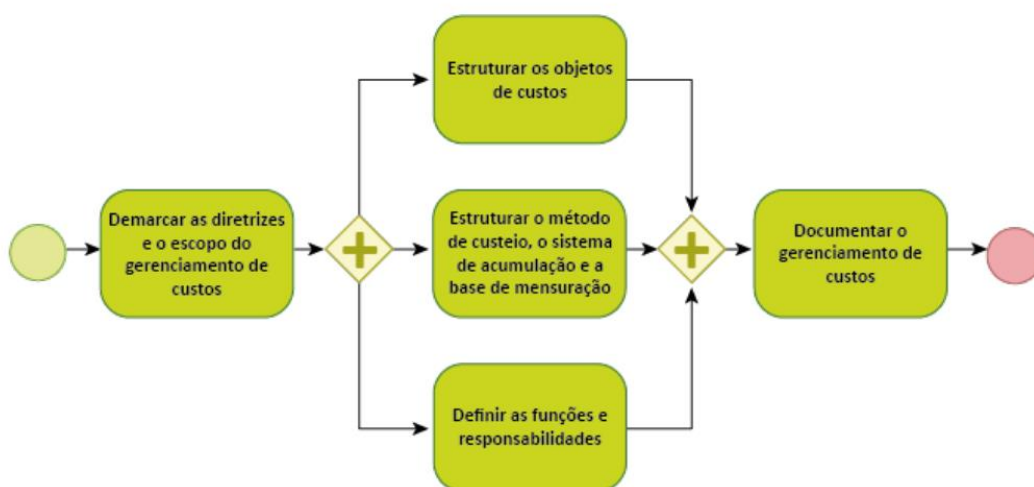 Demarcar as diretrizes
e o escopo do
gerenciamento de
custos
Estruturar os objetos
de custos
Estruturar o método
de custeio, o sistema
de acumulação e a
base de mensuração
Definir as funções e
responsabilidades
Documentar o
gerenciamento de
custos